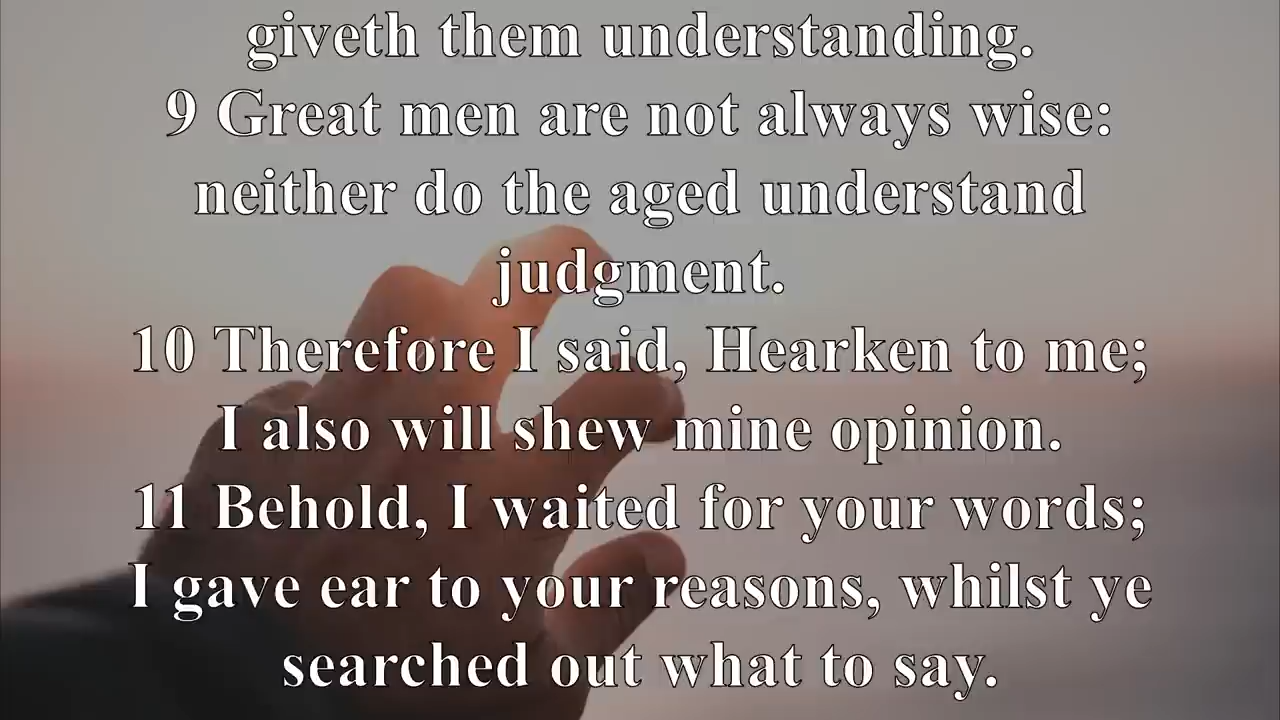 giveth them understanding.
9 Great men are not always wise:
neither do the aged understand
judgment.
10 Therefore I said, Hearken to me;
I also will shew mine opinion.
11 Behold, I waited for your words;
I gave ear to your reasons, whilst ye
searched out what to say.